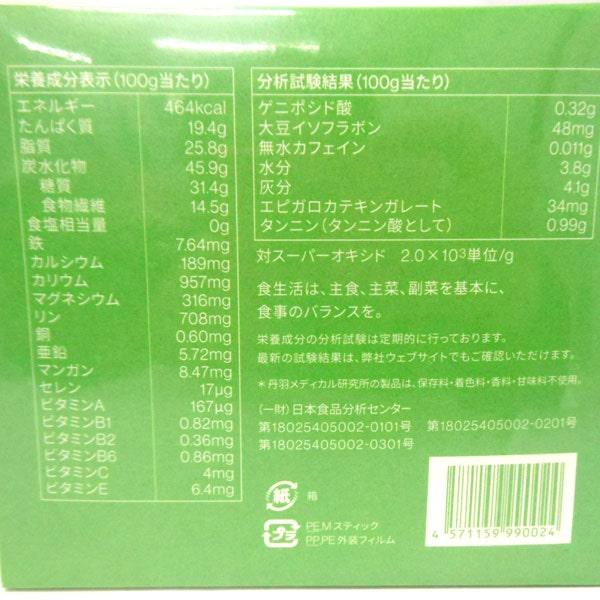 栄養成分表示(100g当たり)
エネルギー 464kcal
たんぱく質 19.4g
脂質 25.8g
炭水化物 45.9g
糖質 31.4g
食物繊維 14.5g
食塩相当量 0g
鉄 7.64mg
カルシウム 189mg
カリウム 957mg
マグネシウム 316mg
リン 708mg
銅 0.60mg
亜鉛 5.72mg
マンガン 8.47mg
セレン 17μg
ビタミンA 167μg
ビタミンB1 0.82mg
ビタミンB2 0.36mg
ビタミンB6 0.86mg
ビタミンC 4mg
ビタミンE 6.4mg
分析試験結果(100g当たり)
ゲニポシド酸 0.32g
大豆イソフラボン 48mg
無水カフェイン 0.011g
水分 3.8g
灰分 4.1g
エピガロカテキンガレート 34mg
タンニン(タンニン酸として) 0.99g
対スーパーオキシド 2.0×10³単位/g
食生活は、主食、主菜、副菜を基本に、
食事のバランスを。
栄養成分の分析試験は定期的に行っております。
最新の試験結果は、弊社ウェブサイトでもご確認いただけます。
*丹羽メディカル研究所の製品は、保存料・着色料・香料・甘味料不使用。
(一財)日本食品分析センター
第18025405002-0101号 第18025405002-0201号
第18025405002-0301号
紙 箱
プラ PE,Mスティック
PP,PE外装フィルム
4 571159 990024